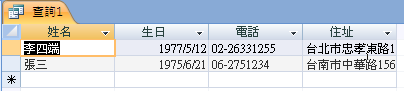 查詢1
姓名 生日 電話 住址
李四端 1977/5/12 02-26331255 台北市忠孝東路1
張三 1975/6/21 06-2751234 台南市中華路156